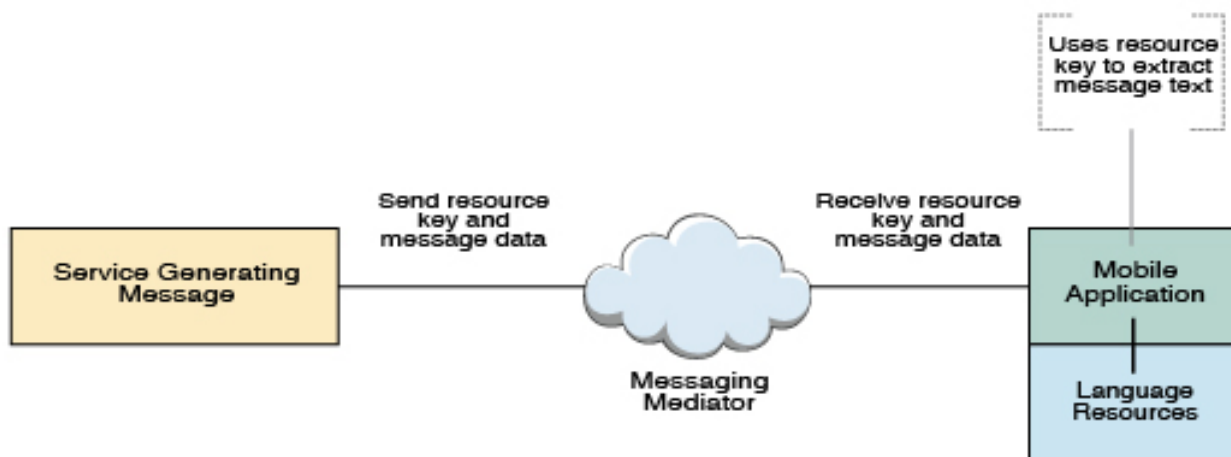 Uses resource
key to extract
message text
Send resource
key and
message data
Receive resource
key and
message data
Service Generating
Message
Mobile
Application
Messaging
Mediator
Language
Resources